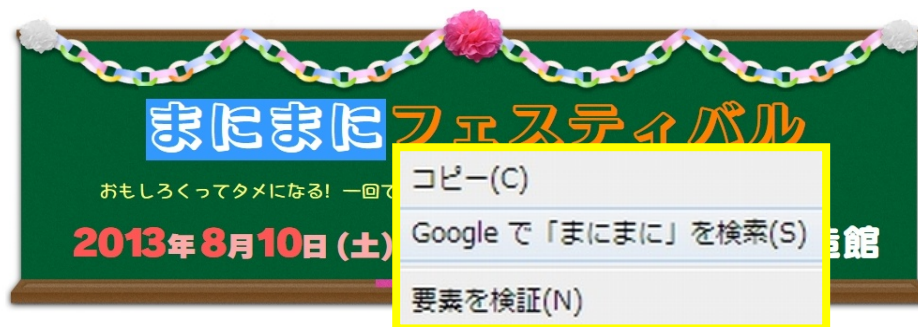 まにまにフェスティバル
おもしろくってタメになる! 一回で
2013年8月10日(土)
館
コピー(C)
Google で「まにまに」を検索(S)
要素を検証(N)